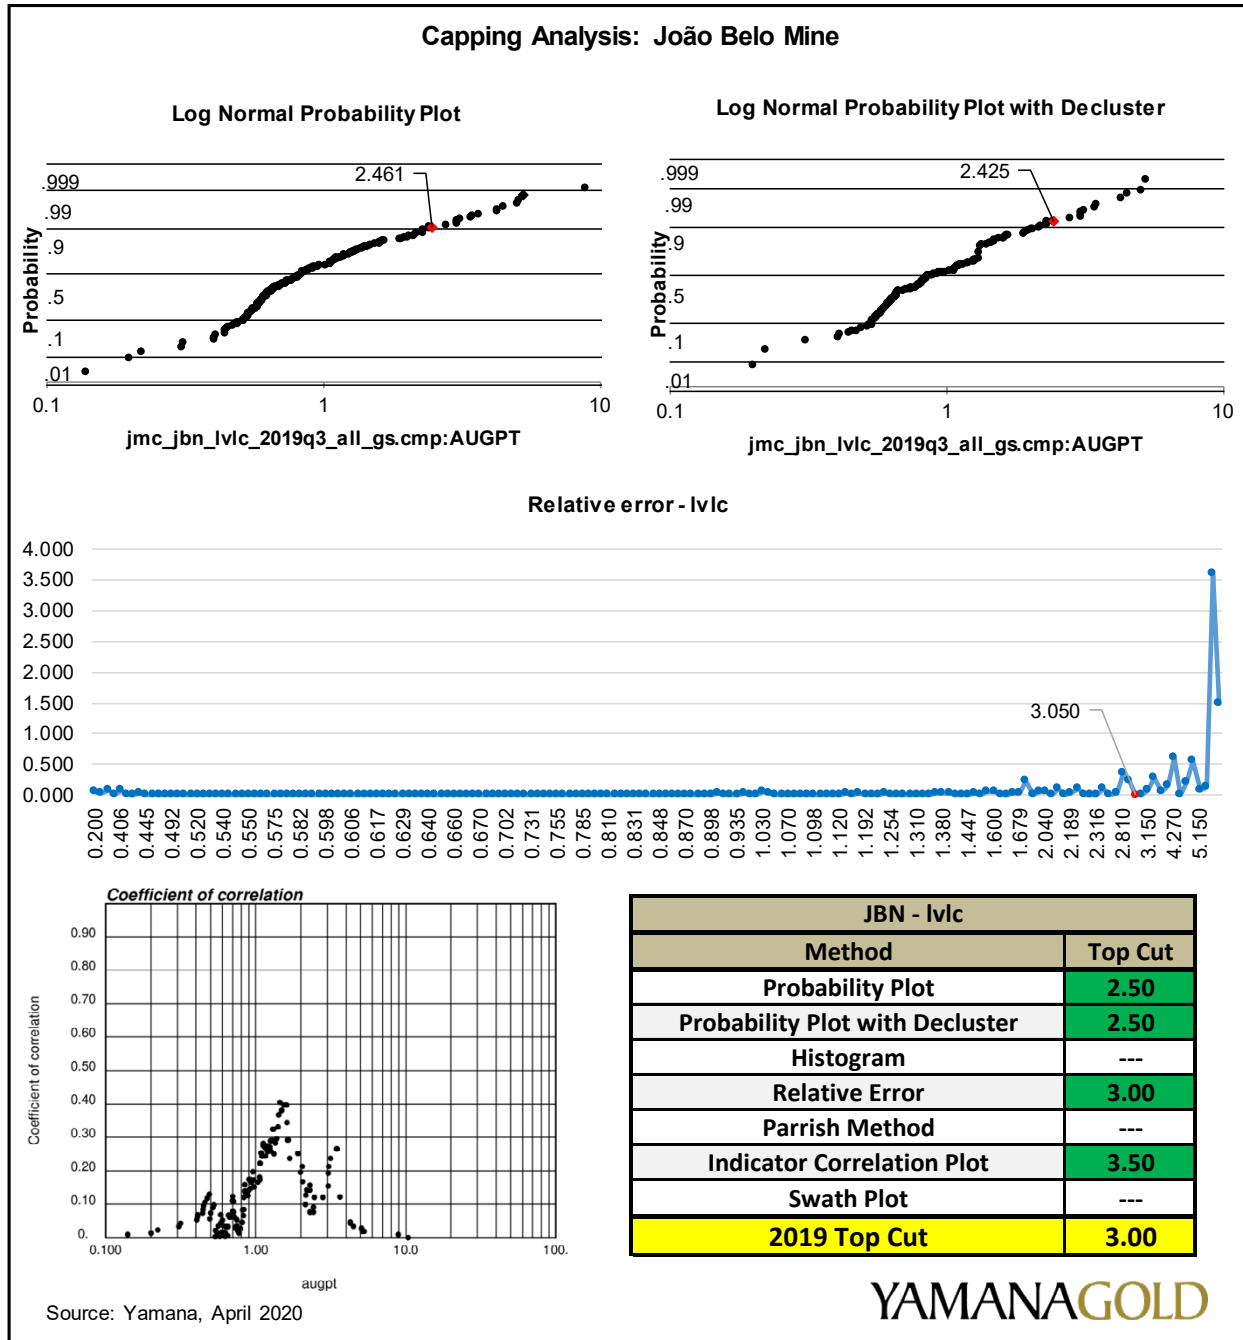 Capping Analysis: João Belo Mine
Log Normal Probability Plot
2.461
Probability
.999
.99
.9
.5
.1
.01
0.1 1 10
jmc_jbn_lvlc_2019q3_all_gs.cmp:AUGPT
Log Normal Probability Plot with Decluster
2.425
Probability
.999
.99
.9
.5
.1
.01
0.1 1 10
jmc_jbn_lvlc_2019q3_all_gs.cmp:AUGPT
Relative error - lvlc
4.000
3.500
3.000
2.500
2.000
1.500
1.000
0.500
0.000
3.050
0.200 0.406 0.445 0.492 0.520 0.540 0.550 0.575 0.582 0.598 0.606 0.617 0.629 0.640 0.660 0.670 0.702 0.731 0.785 0.810 0.831 0.848 0.870 0.898 0.935 1.030 1.070 1.098 1.120 1.192 1.254 1.310 1.380 1.447 1.600 1.679 2.040 2.189 2.316 2.810 3.150 4.270 5.150
Coefficient of correlation
Coefficient of correlation
0.90
0.80
0.70
0.60
0.50
0.40
0.30
0.20
0.10
0.
0.100 1.00 10.0 100.
augpt
JBN - lvlc
Method Top Cut
Probability Plot 2.50
Probability Plot with Decluster 2.50
Histogram ---
Relative Error 3.00
Parrish Method ---
Indicator Correlation Plot 3.50
Swath Plot ---
2019 Top Cut 3.00
Source: Yamana, April 2020
YAMANAGOLD